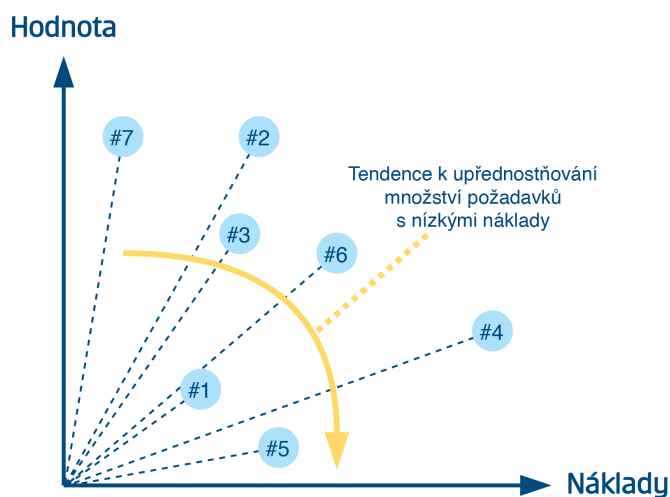 Hodnota
#7
#2
Tendence k upřednostňování
množství požadavků
s nízkými náklady
#3
#6
#4
#1
#5
Náklady